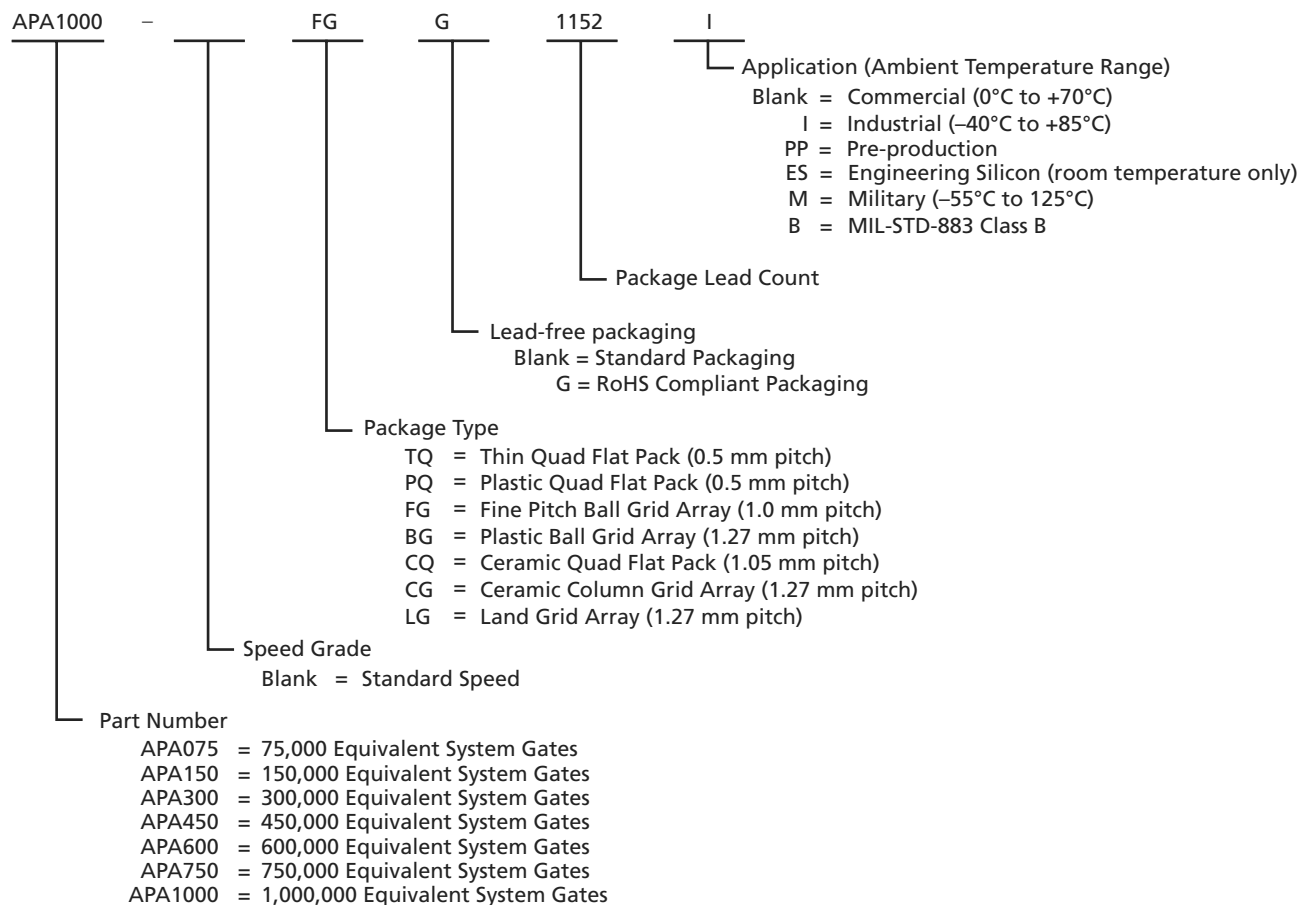 APA1000 – FG G 1152 I
Application (Ambient Temperature Range)
Blank = Commercial (0°C to +70°C)
I = Industrial (–40°C to +85°C)
PP = Pre-production
ES = Engineering Silicon (room temperature only)
M = Military (–55°C to 125°C)
B = MIL-STD-883 Class B
Package Lead Count
Lead-free packaging
Blank = Standard Packaging
G = RoHS Compliant Packaging
Package Type
TQ = Thin Quad Flat Pack (0.5 mm pitch)
PQ = Plastic Quad Flat Pack (0.5 mm pitch)
FG = Fine Pitch Ball Grid Array (1.0 mm pitch)
BG = Plastic Ball Grid Array (1.27 mm pitch)
CQ = Ceramic Quad Flat Pack (1.05 mm pitch)
CG = Ceramic Column Grid Array (1.27 mm pitch)
LG = Land Grid Array (1.27 mm pitch)
Speed Grade
Blank = Standard Speed
Part Number
APA075 = 75,000 Equivalent System Gates
APA150 = 150,000 Equivalent System Gates
APA300 = 300,000 Equivalent System Gates
APA450 = 450,000 Equivalent System Gates
APA600 = 600,000 Equivalent System Gates
APA750 = 750,000 Equivalent System Gates
APA1000 = 1,000,000 Equivalent System Gates